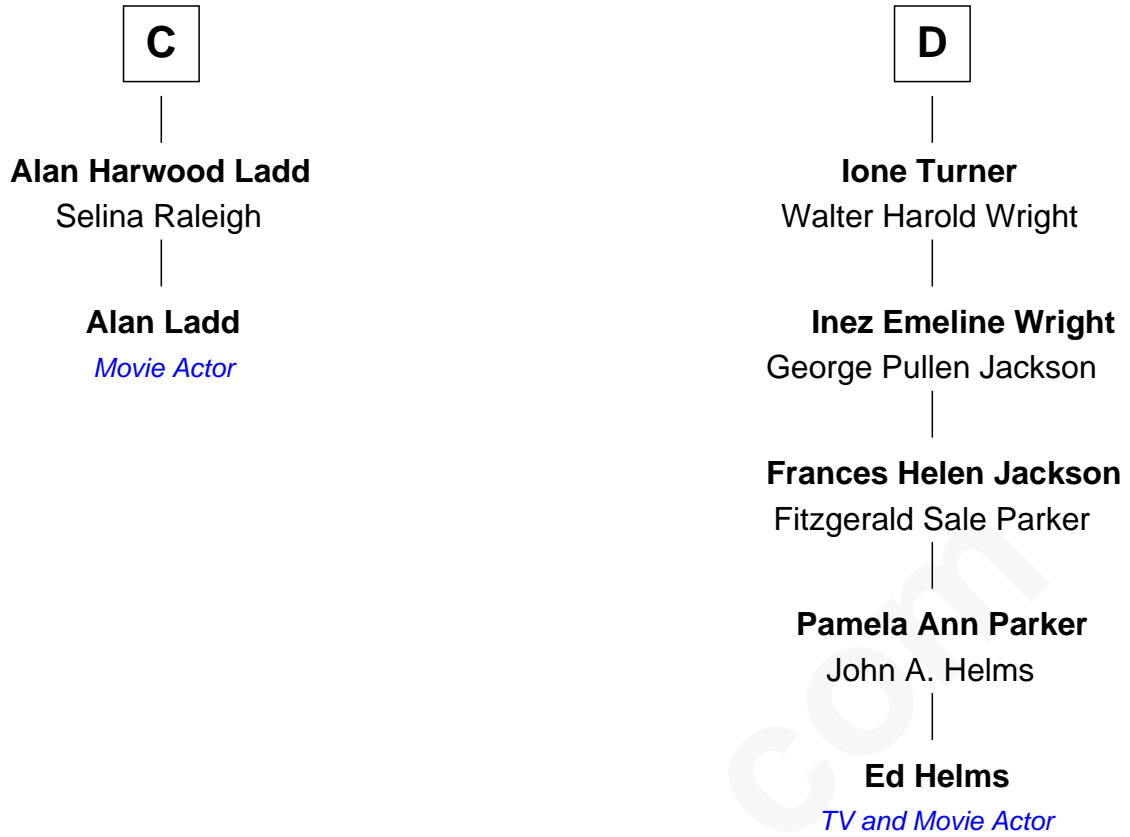 C
Alan Harwood Ladd
Selina Raleigh
Alan Ladd
Movie Actor
D
Ione Turner
Walter Harold Wright
Inez Emeline Wright
George Pullen Jackson
Frances Helen Jackson
Fitzgerald Sale Parker
Pamela Ann Parker
John A. Helms
Ed Helms
TV and Movie Actor
com